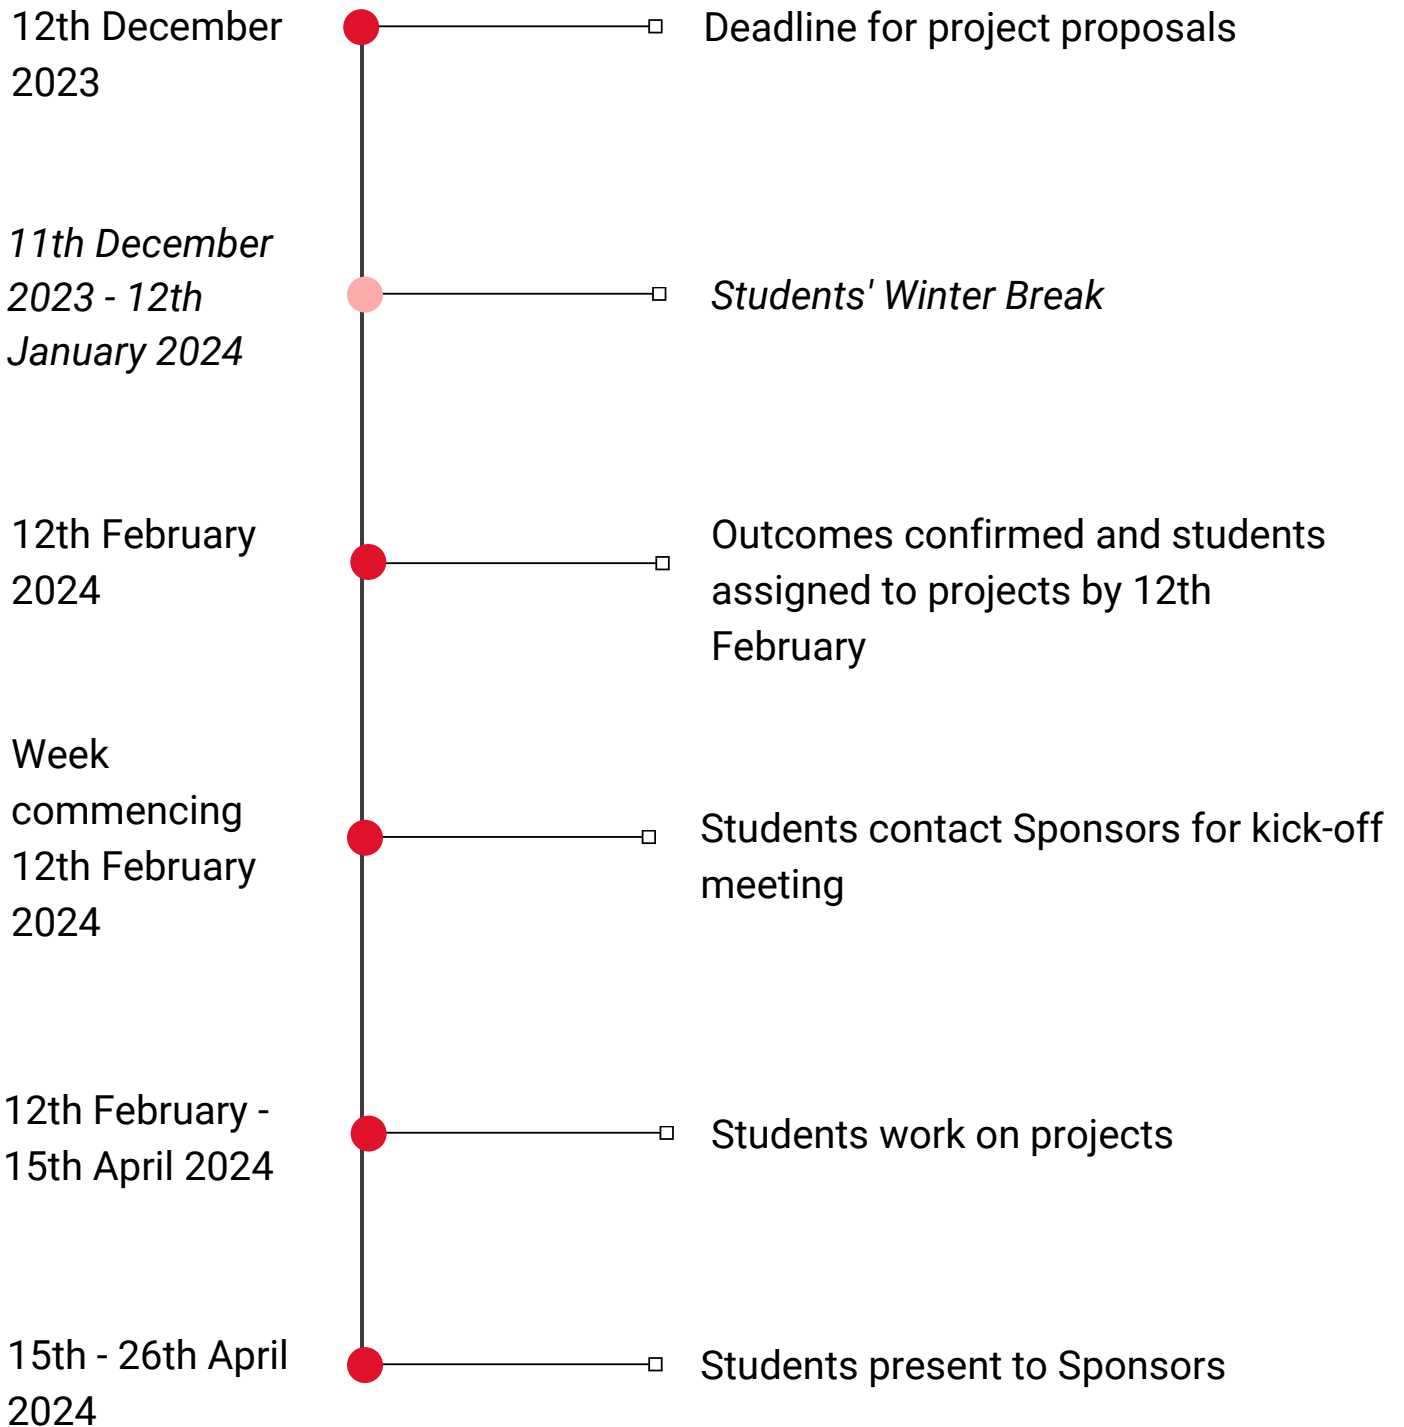 12th December
2023
Deadline for project proposals
11th December
2023 - 12th
January 2024
Students' Winter Break
12th February
2024
Outcomes confirmed and students
assigned to projects by 12th
February
Week
commencing
12th February
2024
Students contact Sponsors for kick-off
meeting
12th February -
15th April 2024
Students work on projects
15th - 26th April
2024
Students present to Sponsors